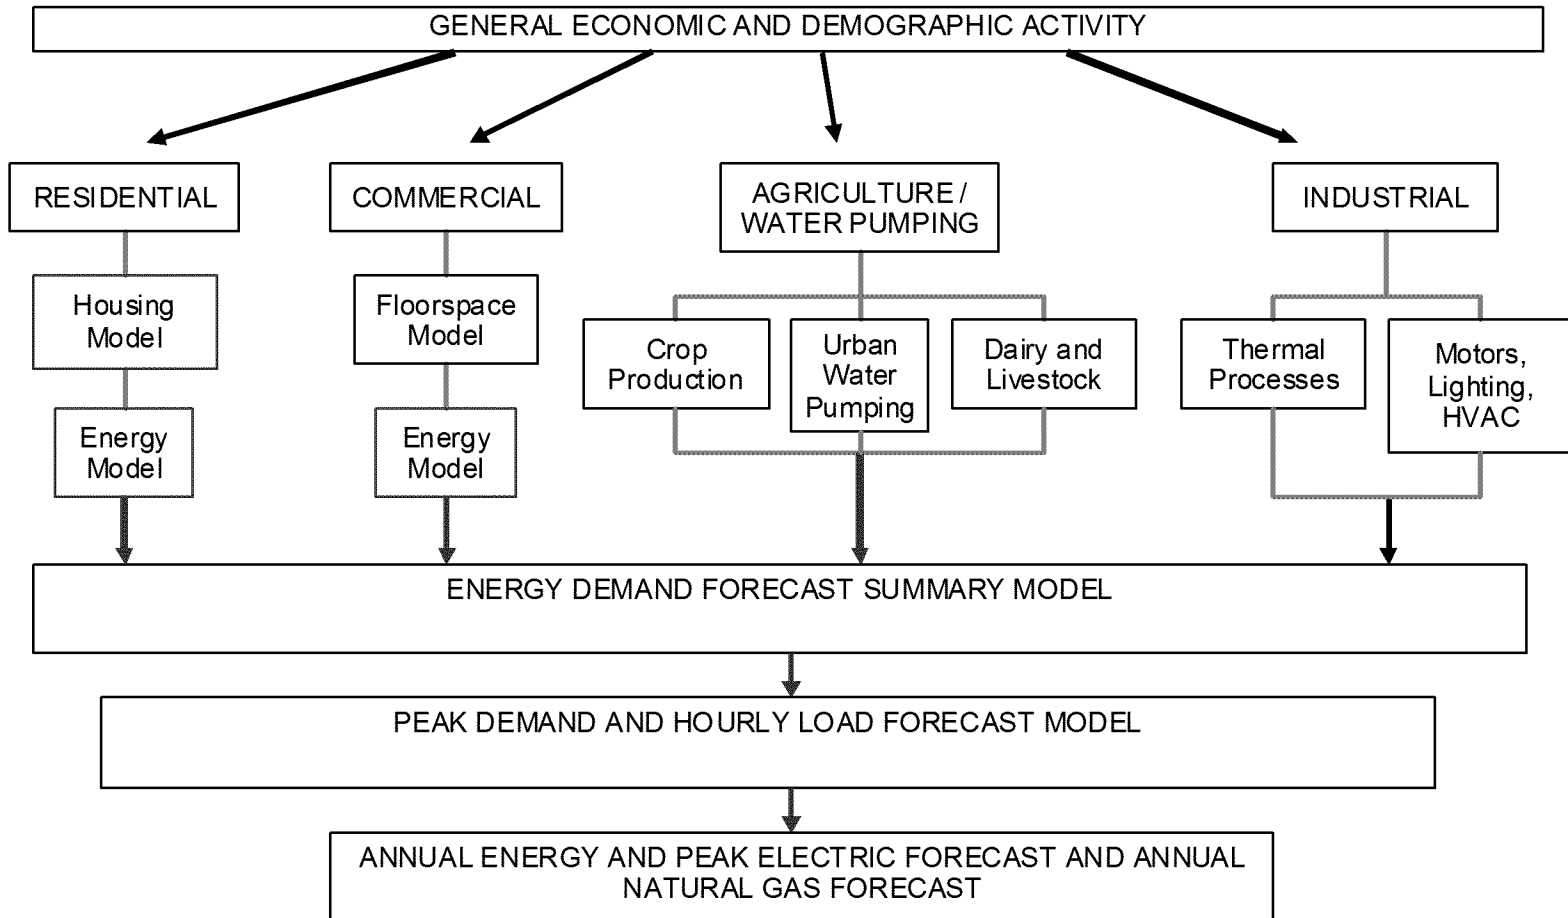 GENERAL ECONOMIC AND DEMOGRAPHIC ACTIVITY
RESIDENTIAL
COMMERCIAL
AGRICULTURE /
WATER PUMPING
INDUSTRIAL
Housing
Model
Floorspace
Model
Crop
Production
Urban
Water
Pumping
Dairy and
Livestock
Thermal
Processes
Motors,
Lighting,
HVAC
Energy
Model
Energy
Model
ENERGY DEMAND FORECAST SUMMARY MODEL
PEAK DEMAND AND HOURLY LOAD FORECAST MODEL
ANNUAL ENERGY AND PEAK ELECTRIC FORECAST AND ANNUAL
NATURAL GAS FORECAST